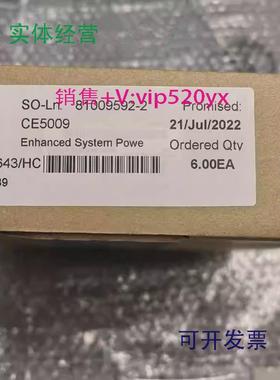 实体经营
SO-Ln 81009592-2 Promised:
销售+V:vip520yx
CE5009 21/Jul/2022
Enhanced System Powe Ordered Qty
643/HC 6.00EA
39
可开发票